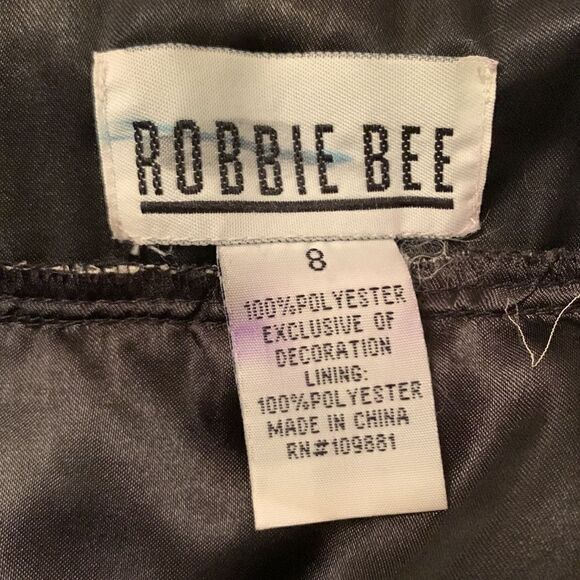 ROBBIE BEE
8
100%POLYESTER
EXCLUSIVE OF
DECORATION
LINING:
100%POLYESTER
MADE IN CHINA
RN#109881